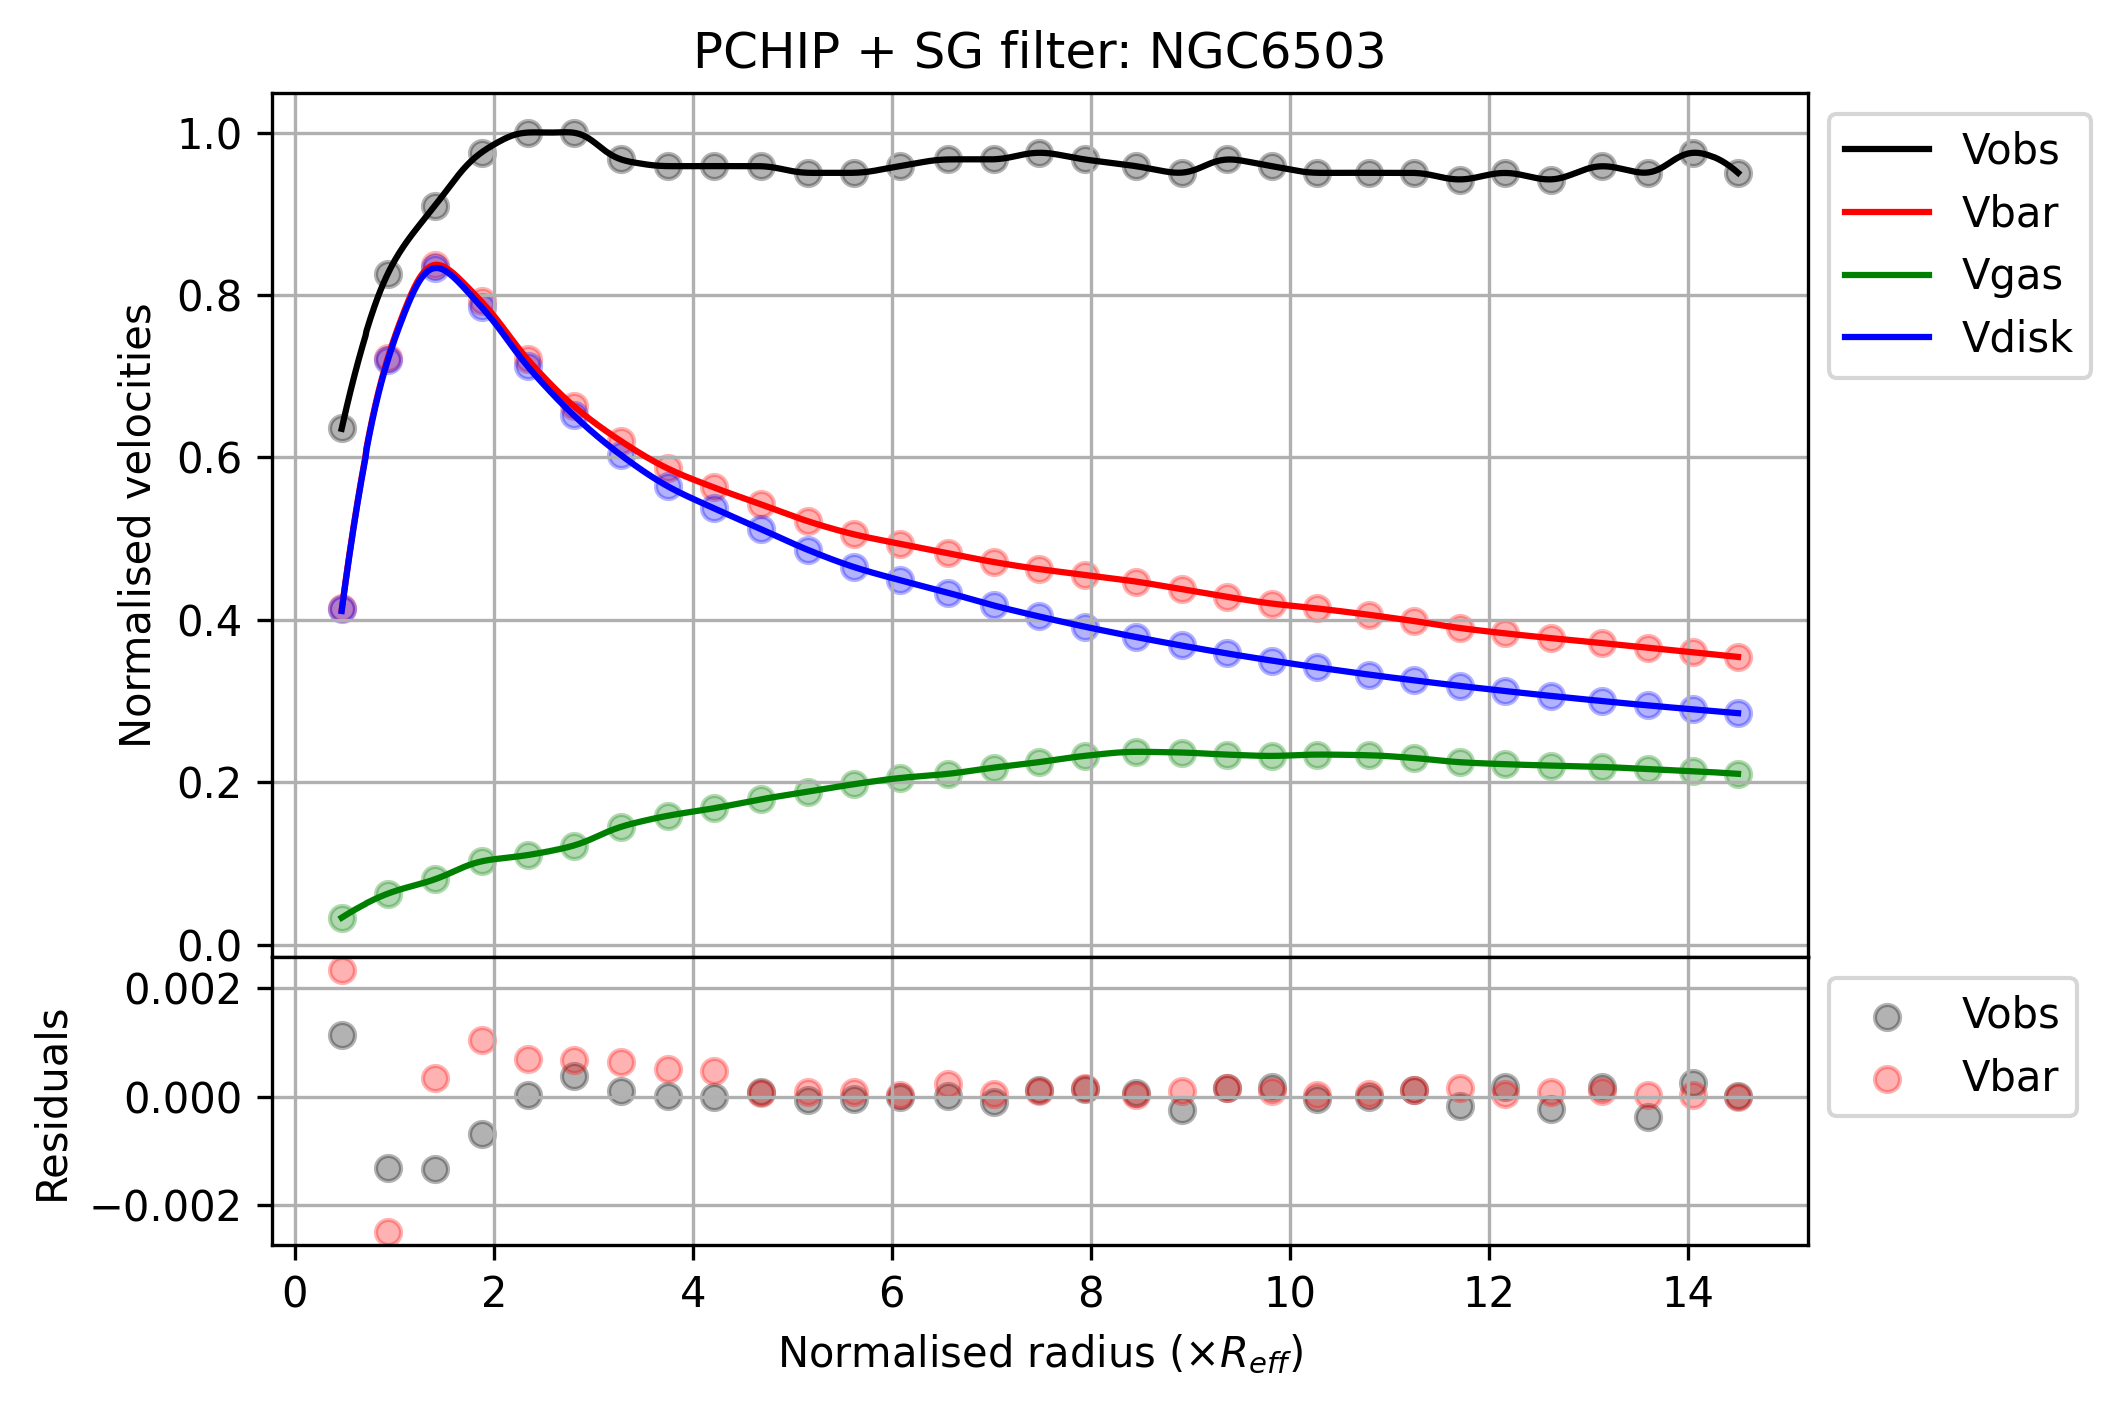 PCHIP + SG filter: NGC6503
Normalised velocities
1.0
0.8
0.6
0.4
0.2
0.0
Vobs
Vbar
Vgas
Vdisk
Residuals
0.002
0.000
−0.002
Vobs
Vbar
0 2 4 6 8 10 12 14
Normalised radius (×R_eff)